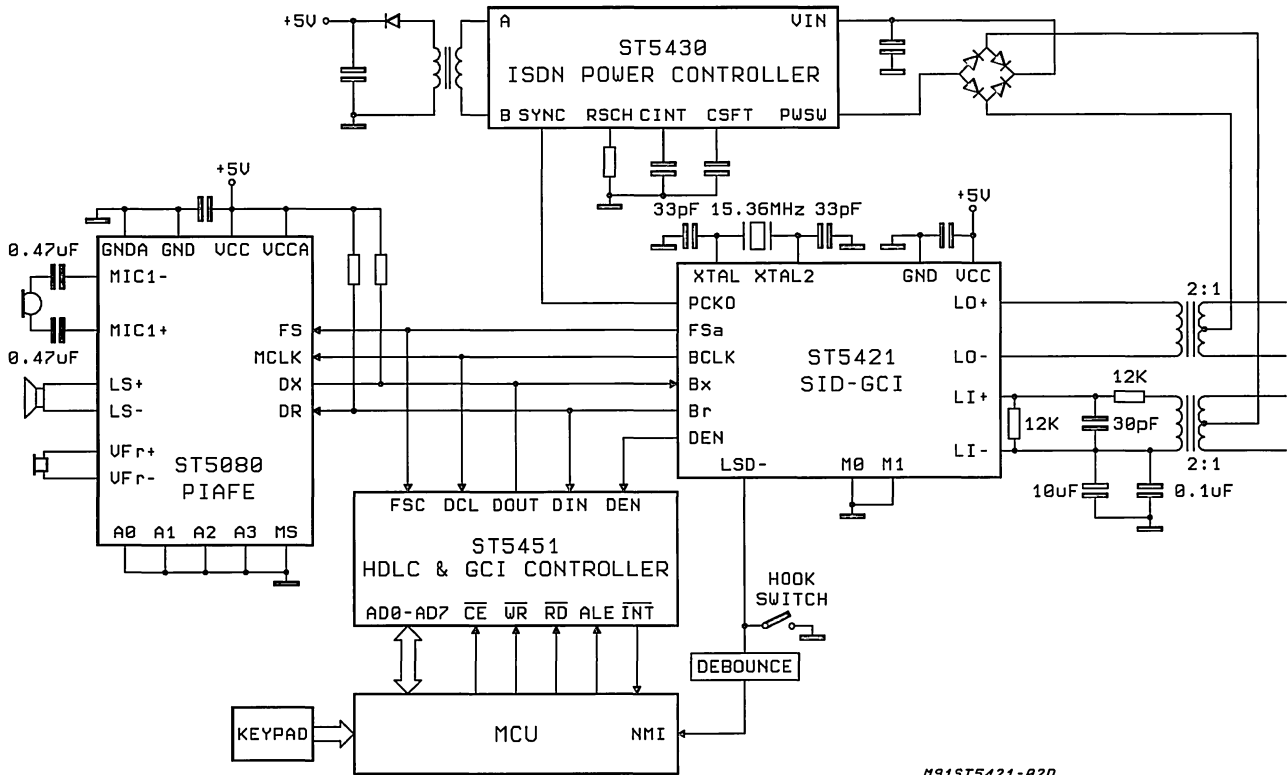 +5V
A
VIN
ST5430
ISDN POWER CONTROLLER
B SYNC RSCH CINT CSFT PWSW
+5V
+5V
33pF 15.36MHz 33pF
GNDA GND VCC VCCA
XTAL XTAL2 GND VCC
0.47uF
MIC1-
MIC1+
0.47uF
LS+
LS-
VFr+
VFr-
FS
MCLK
DX
DR
ST5080
PIAFE
A0 A1 A2 A3 MS
PCKO
FSa
BCLK
Bx
Br
DEN
LSD-
ST5421
SID-GCI
M0 M1
LO+
LO-
LI+
LI-
2:1
12K
12K
30pF
2:1
10uF
0.1uF
FSC DCL DOUT DIN DEN
ST5451
HDLC & GCI CONTROLLER
AD0-AD7 CE WR RD ALE INT
HOOK
SWITCH
DEBOUNCE
KEYPAD
MCU
NMI
M91ST5421-02D